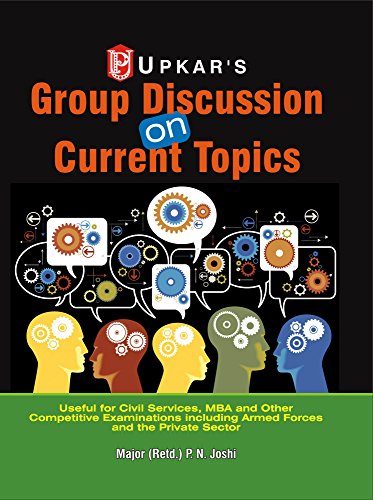 UPKAR'S
Group Discussion
on
Current Topics
Useful for Civil Services, MBA and Other
Competitive Examinations including Armed Forces
and the Private Sector
Major (Retd.) P. N. Joshi